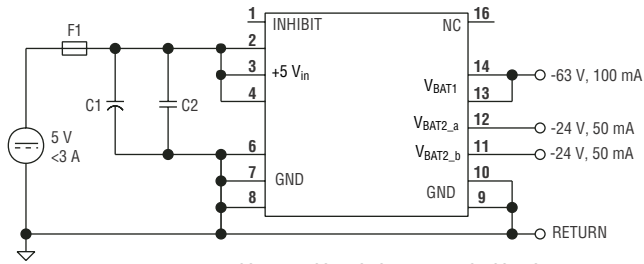 1
INHIBIT
NC
16
F1
2
3
+5 Vin
4
14
VBAT1
13
-63 V, 100 mA
C1
C2
12
VBAT2_a
-24 V, 50 mA
5 V
<3 A
6
11
VBAT2_b
-24 V, 50 mA
7
GND
10
GND
8
9
RETURN